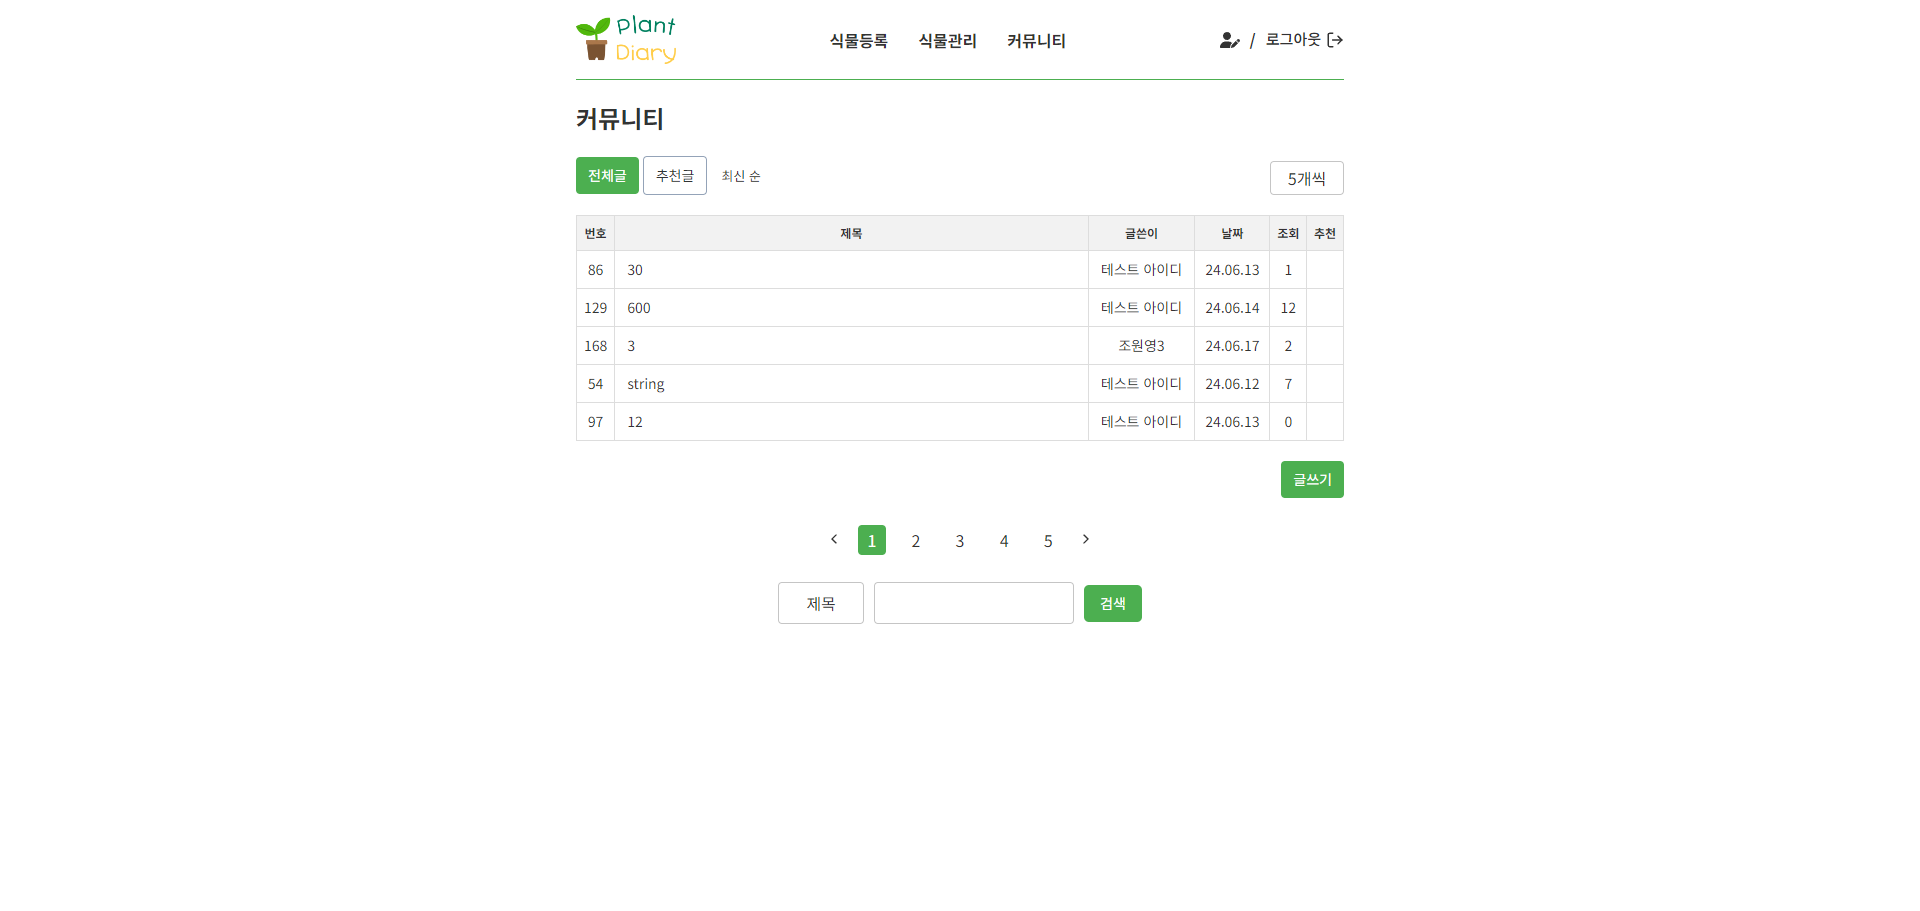 Plant
Diary
식물등록 식물관리 커뮤니티 / 로그아웃
커뮤니티
전체글 추천글 최신 순 5개씩
번호 제목 글쓴이 날짜 조회 추천
86 30 테스트 아이디 24.06.13 1
129 600 테스트 아이디 24.06.14 12
168 3 조원영3 24.06.17 2
54 string 테스트 아이디 24.06.12 7
97 12 테스트 아이디 24.06.13 0
글쓰기
1 2 3 4 5
제목 검색